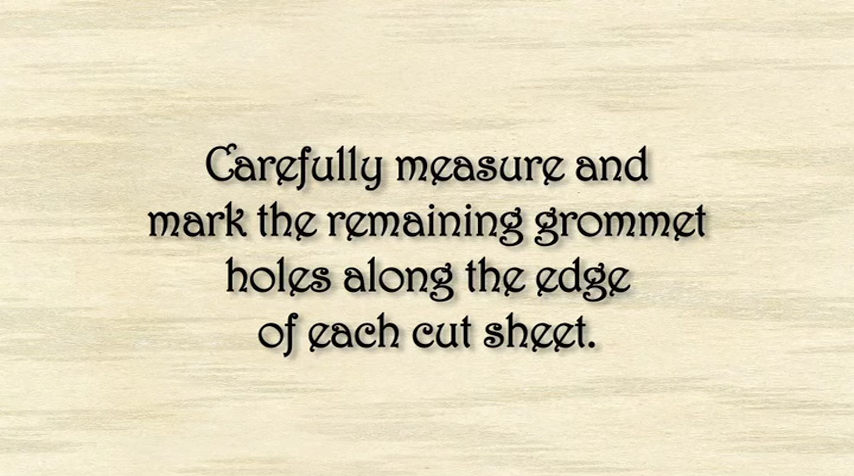 Carefully measure and
mark the remaining grommet
holes along the edge
of each cut sheet.